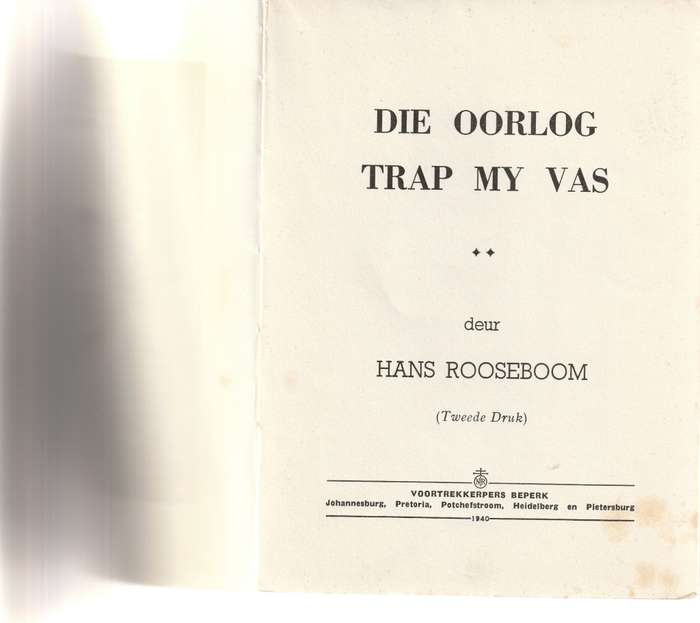 DIE OORLOG
TRAP MY VAS
deur
HANS ROOSEBOOM
(Tweede Druk)
VOORTREKKERPERS BEPERK
Johannesburg, Pretoria, Potchefstroom, Heidelberg en Pietersburg
1940